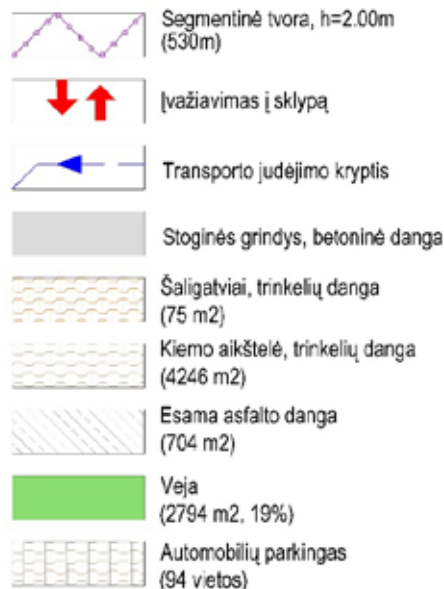 Segmentinė tvora, h=2.00m
(530m)
Įvažiavimas į sklypą
Transporto judėjimo kryptis
Stoginės grindys, betoninė danga
Šaligatviai, trinkelių danga
(75 m2)
Kiemo aikštelė, trinkelių danga
(4246 m2)
Esama asfalto danga
(704 m2)
Veja
(2794 m2, 19%)
Automobilių parkingas
(94 vietos)